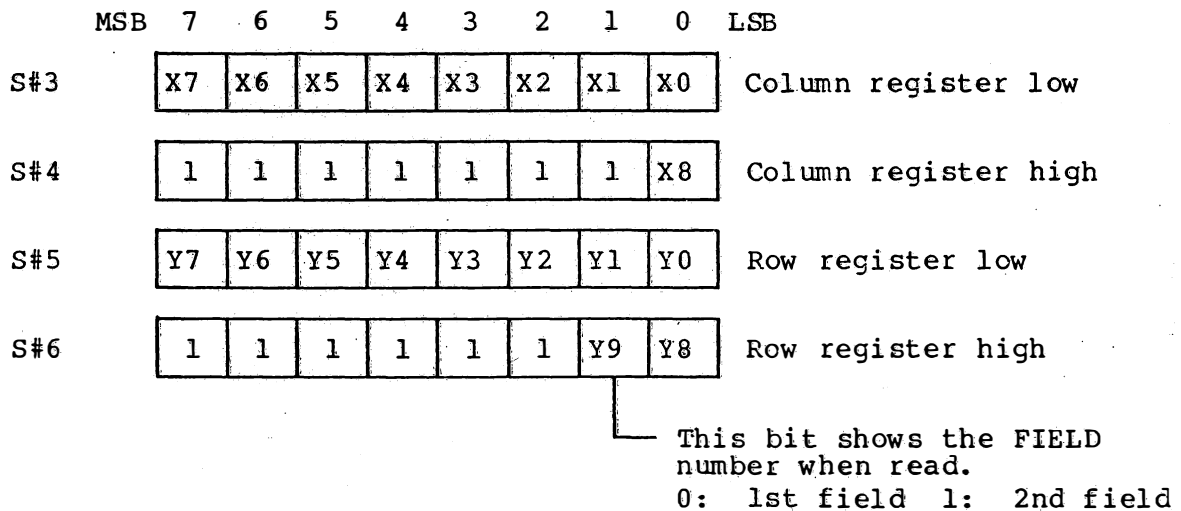 MSB 7 6 5 4 3 2 1 0 LSB
S#3 X7 X6 X5 X4 X3 X2 X1 X0 Column register low
S#4 1 1 1 1 1 1 1 X8 Column register high
S#5 Y7 Y6 Y5 Y4 Y3 Y2 Y1 Y0 Row register low
S#6 1 1 1 1 1 1 Y9 Y8 Row register high
This bit shows the FIELD
number when read.
0: 1st field 1: 2nd field